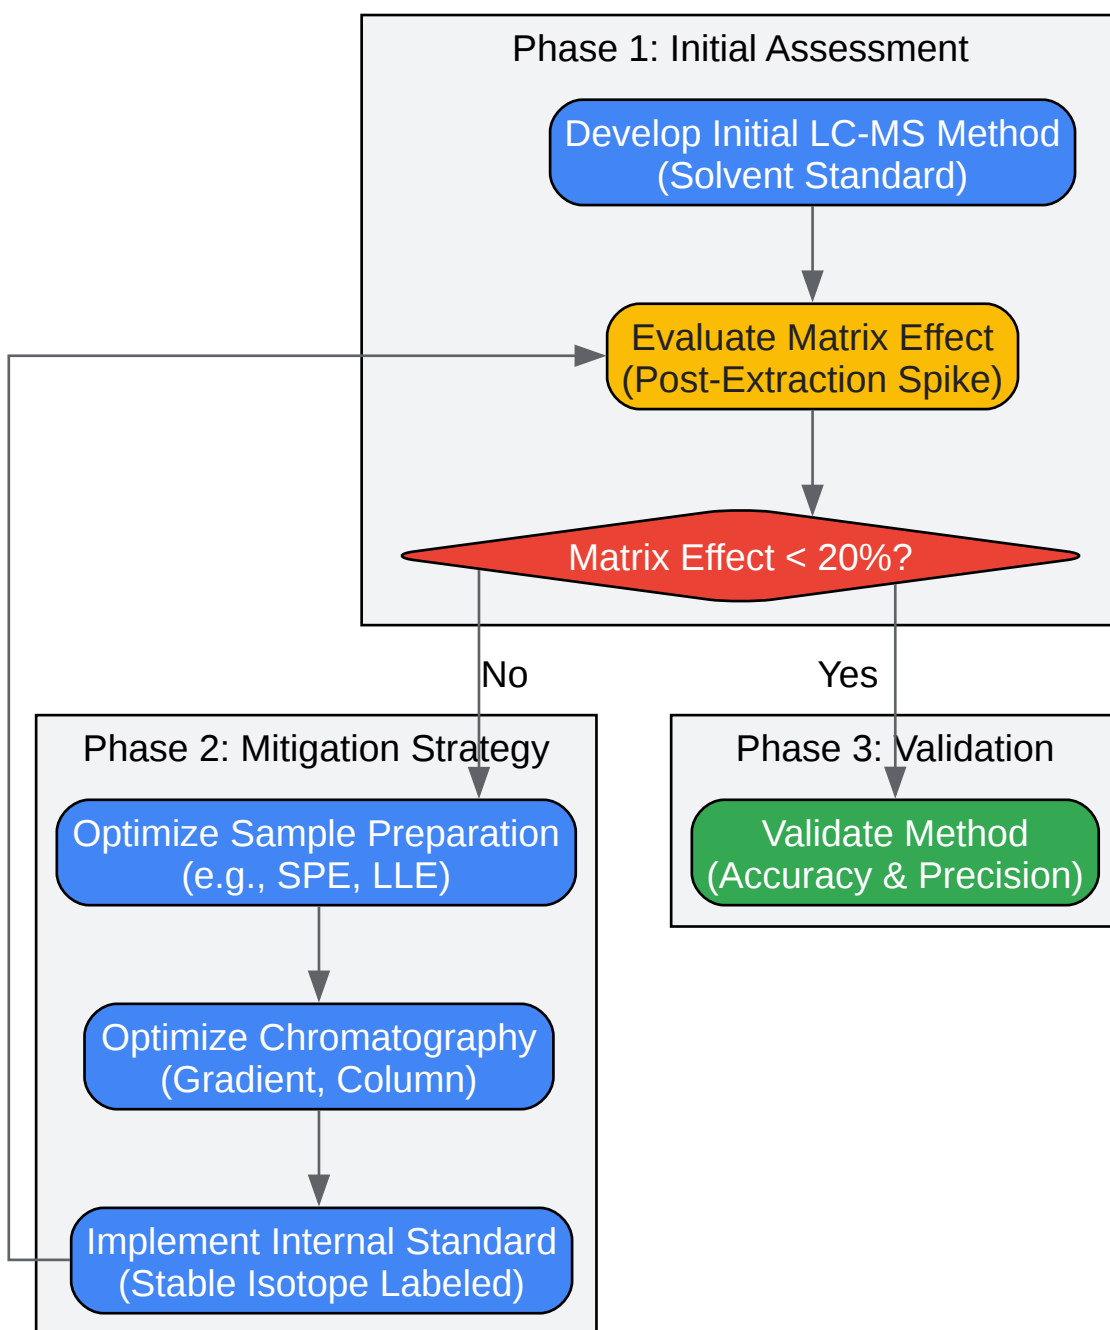 Phase 1: Initial Assessment
Develop Initial LC-MS Method
(Solvent Standard)
Evaluate Matrix Effect
(Post-Extraction Spike)
Matrix Effect < 20%?
No
Yes
Phase 2: Mitigation Strategy
Optimize Sample Preparation
(e.g., SPE, LLE)
Optimize Chromatography
(Gradient, Column)
Implement Internal Standard
(Stable Isotope Labeled)
Phase 3: Validation
Validate Method
(Accuracy & Precision)